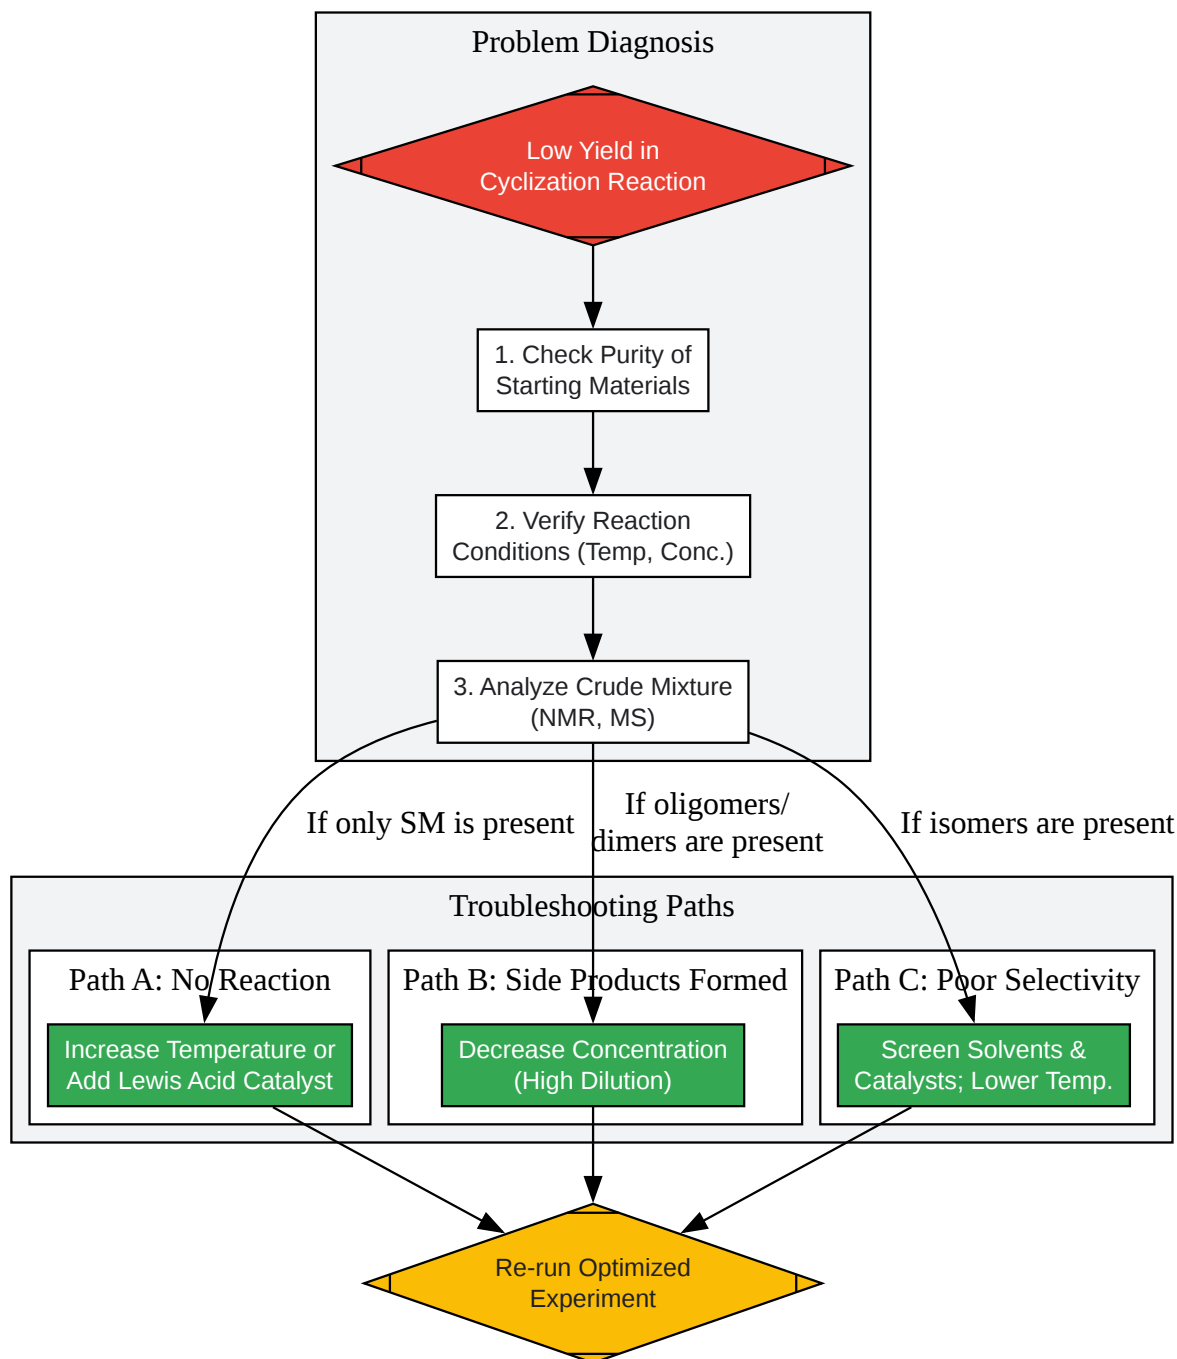 Problem Diagnosis
Low Yield in
Cyclization Reaction
1. Check Purity of
Starting Materials
2. Verify Reaction
Conditions (Temp, Conc.)
3. Analyze Crude Mixture
(NMR, MS)
If only SM is present
If oligomers/
dimers are present
If isomers are present
Troubleshooting Paths
Path A: No Reaction
Increase Temperature or
Add Lewis Acid Catalyst
Path B: Side Products Formed
Decrease Concentration
(High Dilution)
Path C: Poor Selectivity
Screen Solvents &
Catalysts; Lower Temp.
Re-run Optimized
Experiment